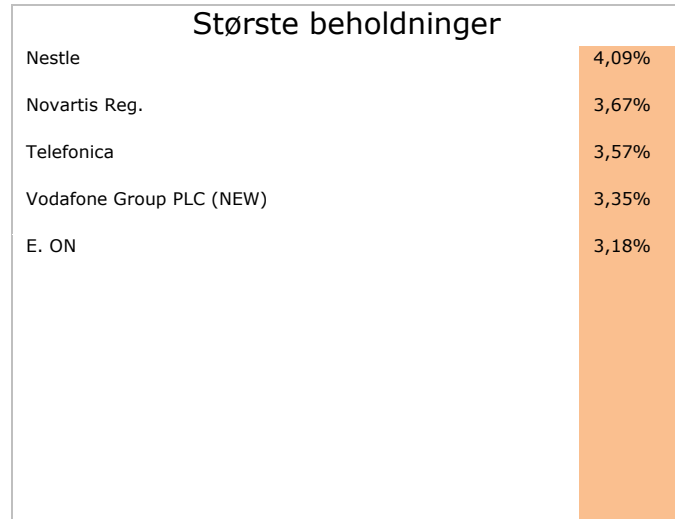 Største beholdninger
Nestle 4,09%
Novartis Reg. 3,67%
Telefonica 3,57%
Vodafone Group PLC (NEW) 3,35%
E. ON 3,18%